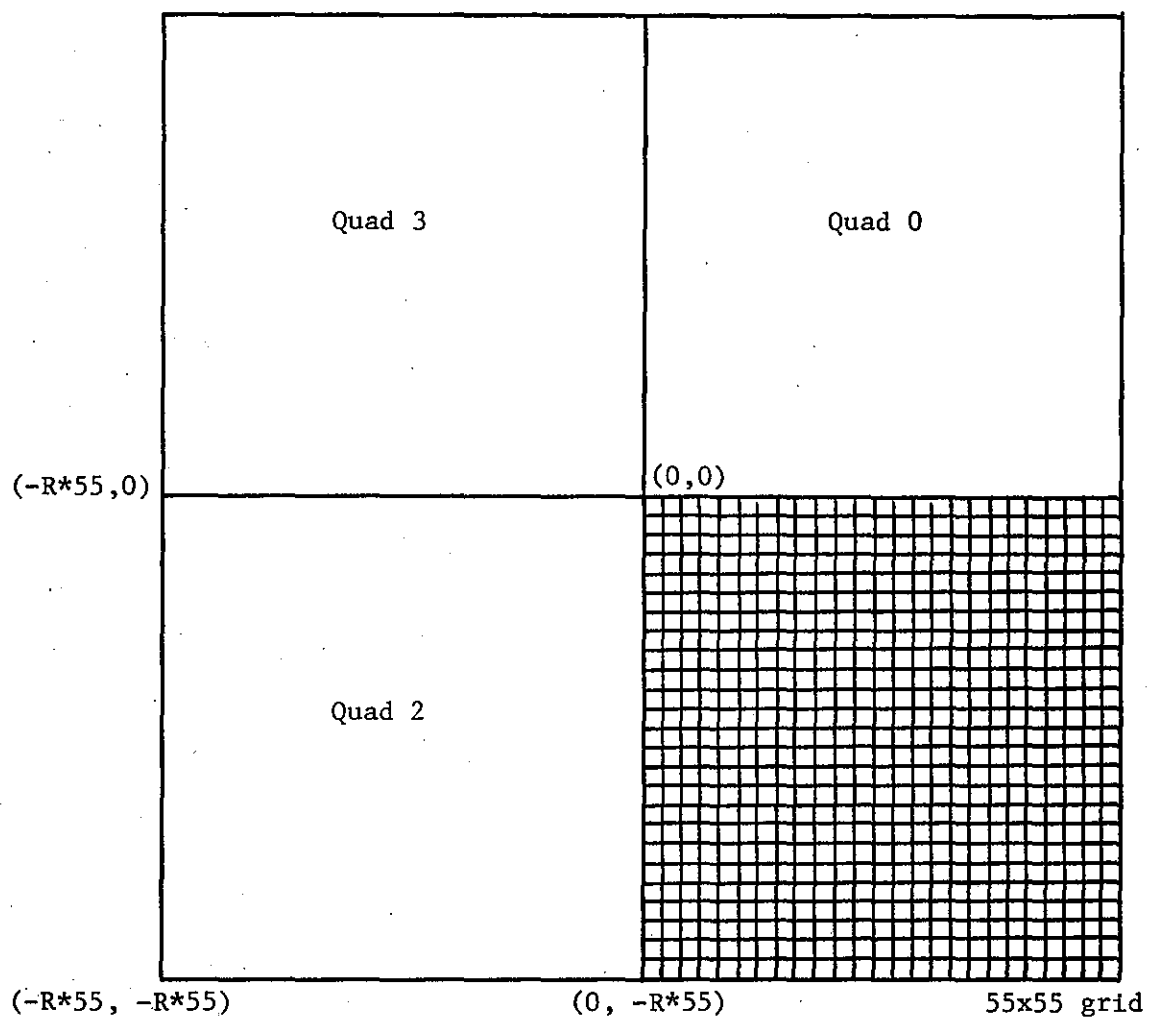 Quad 3
Quad 0
(-R*55,0)
(0,0)
Quad 2
(-R*55, -R*55)
(0, -R*55)
55x55 grid